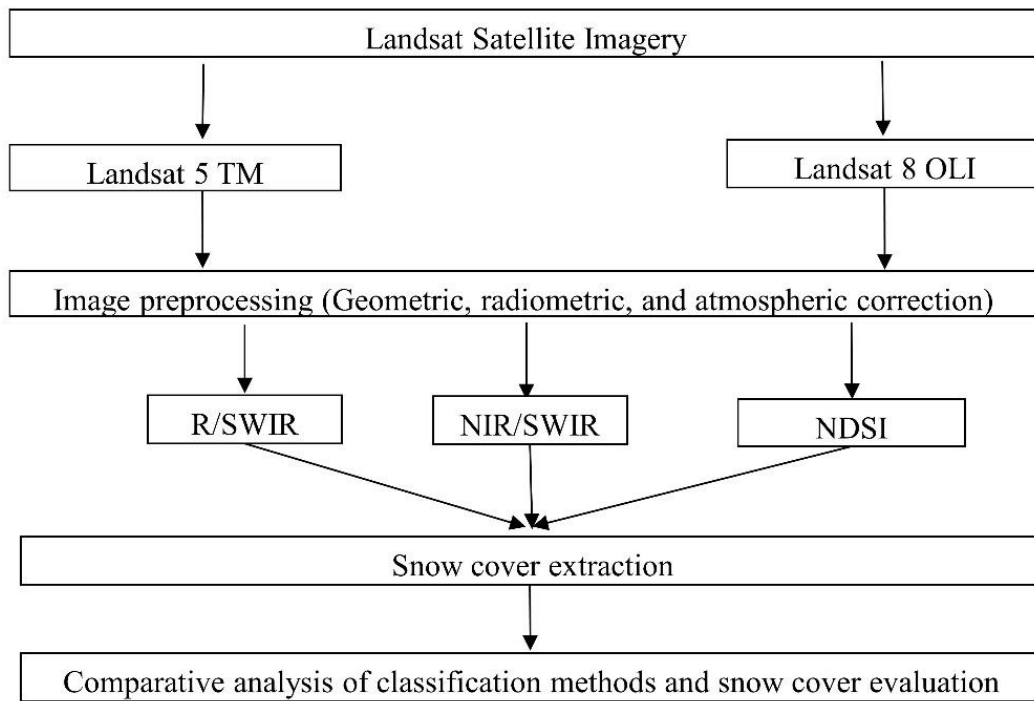 Landsat Satellite Imagery
Landsat 5 TM
Landsat 8 OLI
Image preprocessing (Geometric, radiometric, and atmospheric correction)
R/SWIR
NIR/SWIR
NDSI
Snow cover extraction
Comparative analysis of classification methods and snow cover evaluation